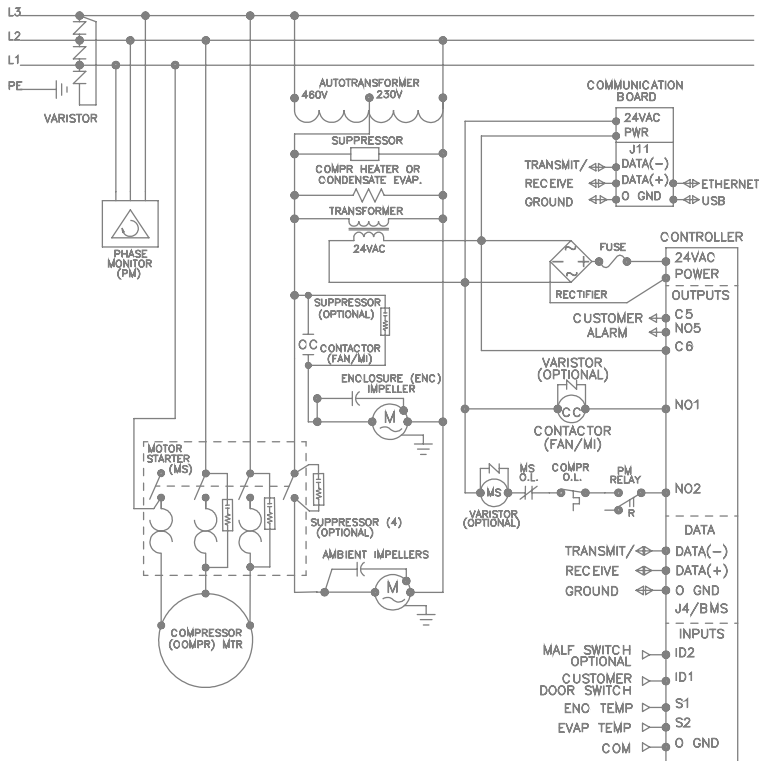 L3
L2
L1
PE
VARISTOR
PHASE
MONITOR
(PM)
AUTOTRANSFORMER
460V
230V
SUPPRESSOR
COMPR HEATER OR
CONDENSATE EVAP.
TRANSFORMER
24VAC
SUPPRESSOR
(OPTIONAL)
CC
CONTACTOR
(FAN/MI)
ENCLOSURE (ENC)
IMPELLER
M
MOTOR
STARTER
(MS)
SUPPRESSOR (4)
(OPTIONAL)
AMBIENT IMPELLERS
M
COMPRESSOR
(COMPR) MTR
COMMUNICATION
BOARD
24VAC
PWR
J11
TRANSMIT/
DATA(-)
RECEIVE
DATA(+)
ETHERNET
GROUND
0 GND
USB
FUSE
RECTIFIER
CONTROLLER
24VAC
POWER
OUTPUTS
CUSTOMER
ALARM
C5
NO5
C6
VARISTOR
(OPTIONAL)
CC
CONTACTOR
(FAN/MI)
NO1
MS
VARISTOR
(OPTIONAL)
MS
O.L.
COMPR
O.L.
PM
RELAY
R
NO2
DATA
TRANSMIT/
DATA(-)
RECEIVE
DATA(+)
GROUND
0 GND
J4/BMS
INPUTS
MALF SWITCH
OPTIONAL
ID2
CUSTOMER
DOOR SWITCH
ID1
ENO TEMP
S1
EVAP TEMP
S2
COM
0 GND